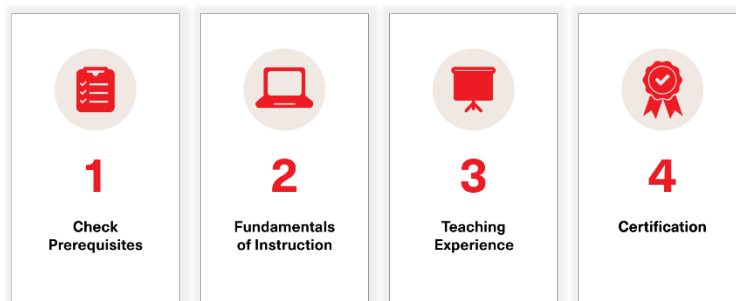 1
Check
Prerequisites
2
Fundamentals
of Instruction
3
Teaching
Experience
4
Certification